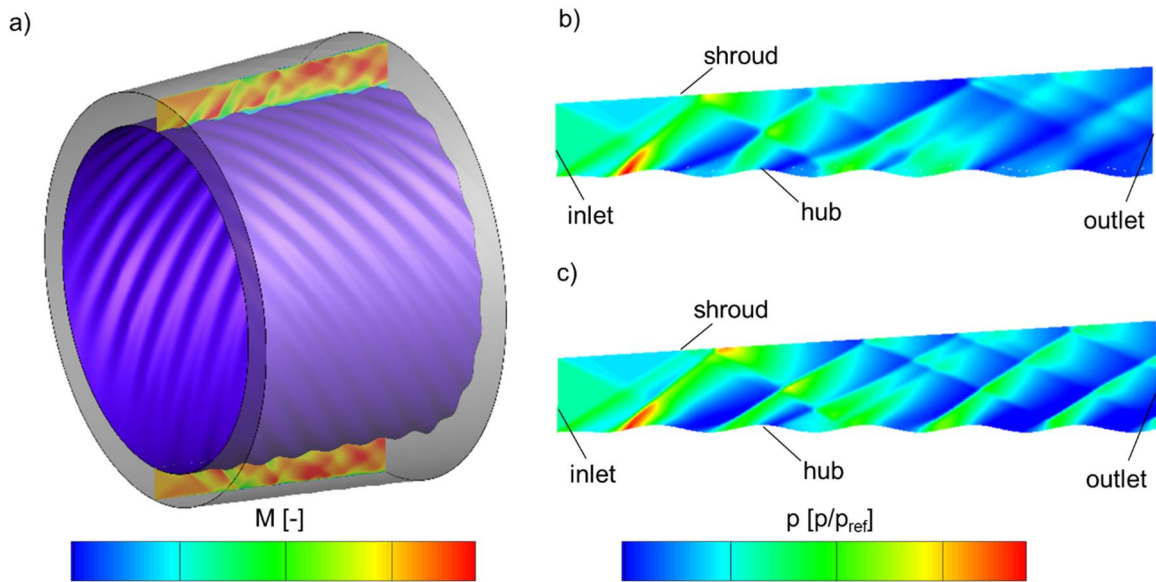 a)
M [-]
b)
shroud
inlet
hub
outlet
c)
shroud
inlet
hub
outlet
p [p/pref]